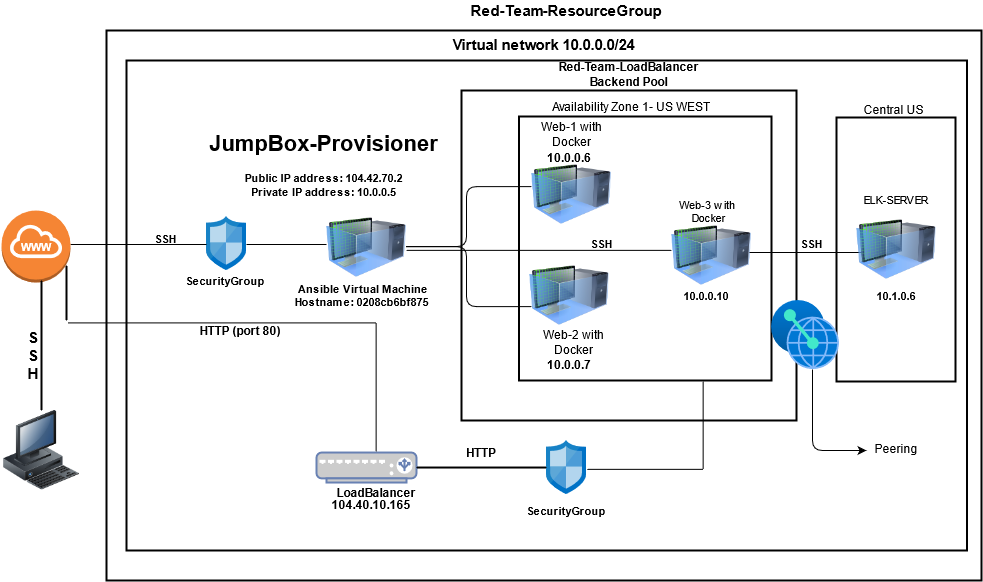 Red-Team-ResourceGroup
Virtual network 10.0.0.0/24
Red-Team-LoadBalancer
Backend Pool
Availability Zone 1- US WEST
Central US
JumpBox-Provisioner
Public IP address: 104.42.70.2
Private IP address: 10.0.0.5
Web-1 with
Docker
10.0.0.6
Web-3 with
Docker
ELK-SERVER
WWW
SSH
SSH
SSH
SecurityGroup
Ansible Virtual Machine
Hostname: 0208cb6bf875
10.0.0.10
10.1.0.6
HTTP (port 80)
Web-2 with
Docker
10.0.0.7
S
S
H
Peering
HTTP
LoadBalancer
104.40.10.165
SecurityGroup